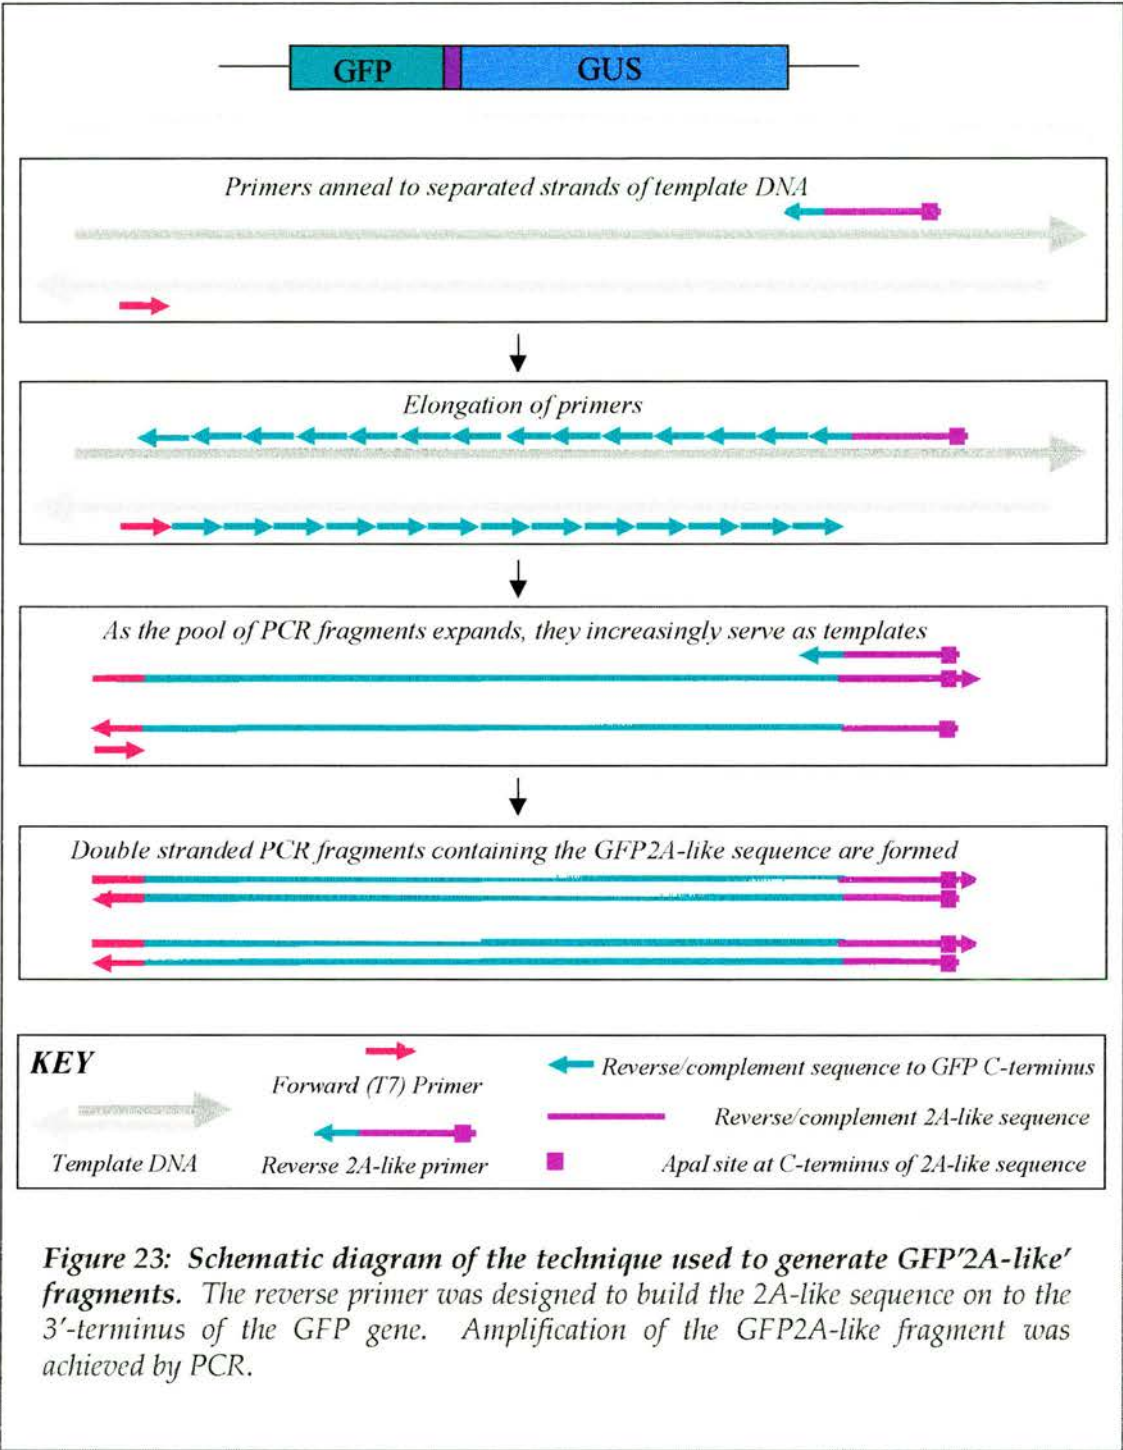 GFP GUS
Primers anneal to separated strands of template DNA
Elongation of primers
As the pool of PCR fragments expands, they increasingly serve as templates
Double stranded PCR fragments containing the GFP2A-like sequence are formed
KEY
Forward (T7) Primer
Reverse/complement sequence to GFP C-terminus
Reverse/complement 2A-like sequence
Template DNA
Reverse 2A-like primer
ApaI site at C-terminus of 2A-like sequence
Figure 23: Schematic diagram of the technique used to generate GFP'2A-like'
fragments. The reverse primer was designed to build the 2A-like sequence on to the
3'-terminus of the GFP gene. Amplification of the GFP2A-like fragment was
achieved by PCR.